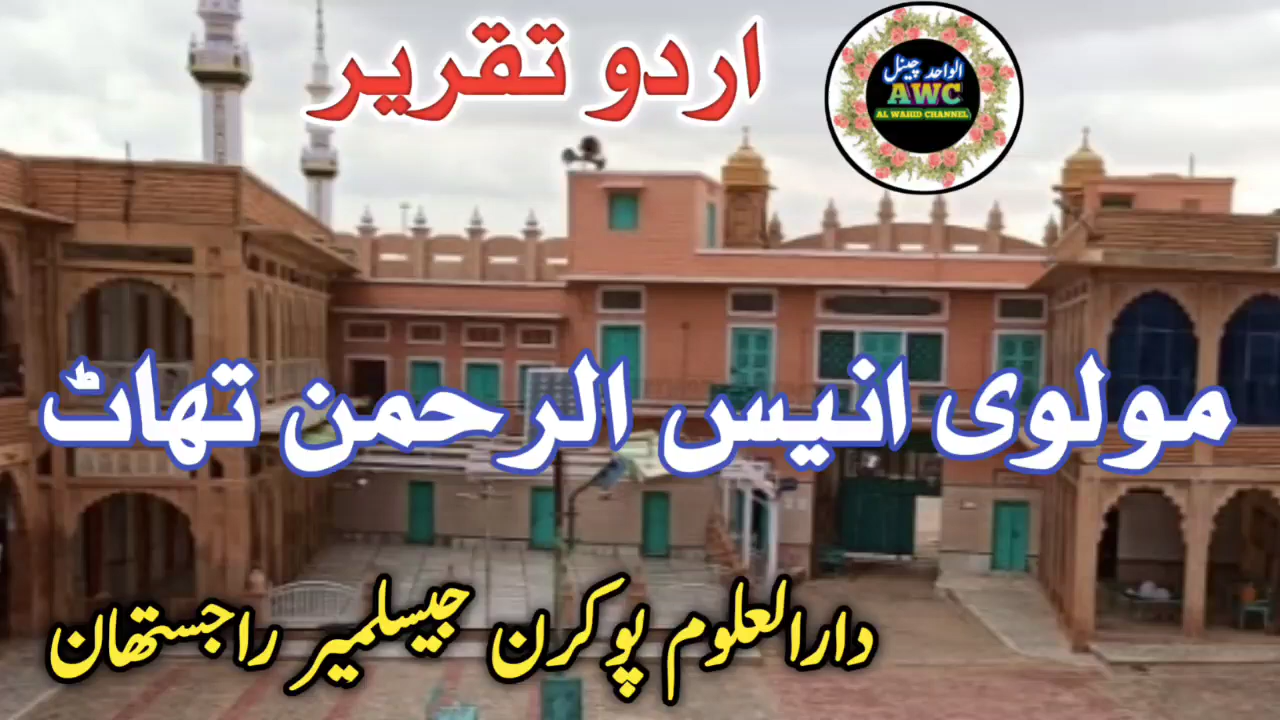 اردو تقریر
الواحد چینل
AWC
AL WAHID CHANNEL
مولوی انیس الرحمن تھاٹ
دارالعلوم پوکرن جیسلمیر راجستھان